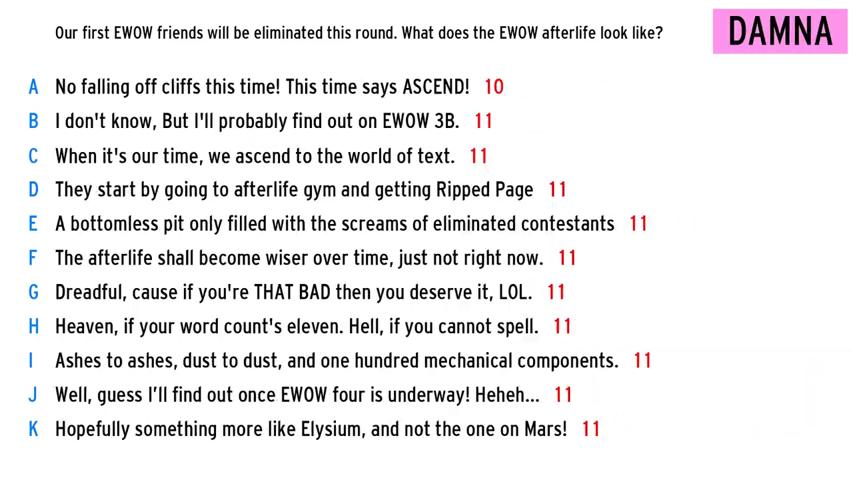 Our first EWOW friends will be eliminated this round. What does the EWOW afterlife look like?
DAMNA
A No falling off cliffs this time! This time says ASCEND! 10
B I don't know, But I'll probably find out on EWOW 3B. 11
C When it's our time, we ascend to the world of text. 11
D They start by going to afterlife gym and getting Ripped Page 11
E A bottomless pit only filled with the screams of eliminated contestants 11
F The afterlife shall become wiser over time, just not right now. 11
G Dreadful, cause if you're THAT BAD then you deserve it, LOL. 11
H Heaven, if your word count's eleven. Hell, if you cannot spell. 11
I Ashes to ashes, dust to dust, and one hundred mechanical components. 11
J Well, guess I’ll find out once EWOW four is underway! Heheh... 11
K Hopefully something more like Elysium, and not the one on Mars! 11